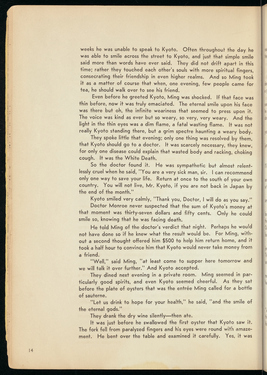 weeks he was unable to speak to Kyoto. Often throughout the day he
was able to smile across the street to Kyoto, and just that simple smile
said more than words have ever said. They did not drift apart in this
time; rather they touched each other's souls with more spiritual fingers,
consecrating their friendship in even higher realms. And so Ming took
it as a matter of course that when, one evening, few people came for
tea, he should walk over to see his friend.
Even before he greeted Kyoto, Ming was shocked. If that face was
thin before, now it was truly emaciated. The eternal smile upon his face
was there but oh, the infinite weariness that seemed to press upon it.
The voice was kind as ever but so weary, so very, very weary. And the
light in the thin eyes was a dim flame, a fatal wasting flame. It was not
really Kyoto standing there, but a grim spectre haunting a weary body.
They spoke little that evening; only one thing was resolved by them,
that Kyoto should go to a doctor. It was scarcely necessary, they knew,
for only one disease could explain that wasted body and racking, choking
cough. It was the White Death.
So the doctor found it. He was sympathetic but almost relent-
lessly cruel when he said, "You are a very sick man, sir. I can recommend
only one way to save your life. Return at once to the south of your own
country. You will not live, Mr. Kyoto, if you are not back in Japan by
the end of the month."
Kyoto smiled very calmly, "Thank you, Doctor, I will do as you say."
Doctor Monroe never suspected that the sum of Kyoto's money at
that moment was thirty-seven dollars and fifty cents. Only he could
smile so, knowing that he was facing death.
He told Ming of the doctor's verdict that night. Perhaps he would
not have done so if he knew what the result would be. For Ming, with-
out a second thought offered him $500 to help him return home, and it
took a half hour to convince him that Kyoto would never take money from
a friend.
"Well," said Ming, "at least come to supper here tomorrow and
we will talk it over further." And Kyoto accepted.
They dined next evening in a private room. Ming seemed in par-
ticularly good spirits, and even Kyoto seemed cheerful. As they sat
before the plate of oysters that was the entrée Ming called for a bottle
of sauterne.
"Let us drink to hope for your health," he said, "and the smile of
the eternal gods."
They drank the dry wine silently—then ate.
It was just before he swallowed the first oyster that Kyoto saw it.
The fork fell from paralysed fingers and his eyes were round with amaze-
ment. He bent over the table and examined it carefully. Yes, it was
14